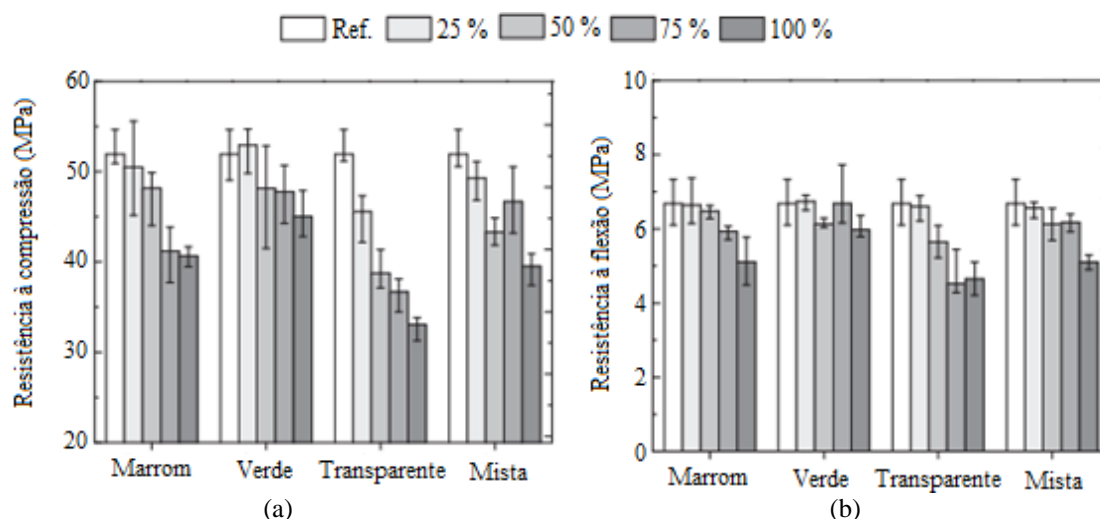 Ref. 25 % 50 % 75 % 100 %
Resistência à compressão (MPa)
60
50
40
30
20
Marrom Verde Transparente Mista
(a)
Resistência à flexão (MPa)
10
8
6
4
2
0
Marrom Verde Transparente Mista
(b)